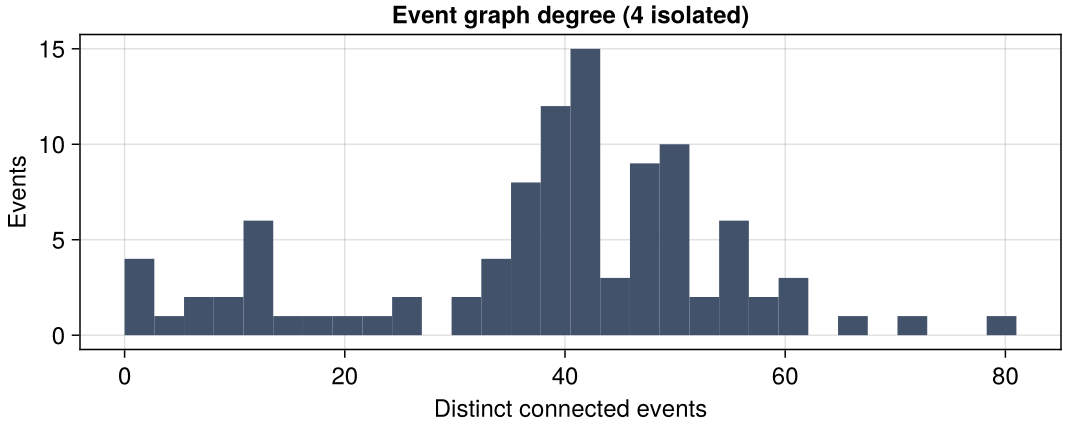 Event graph degree (4 isolated)
15
10
5
0
Events
0 20 40 60 80
Distinct connected events